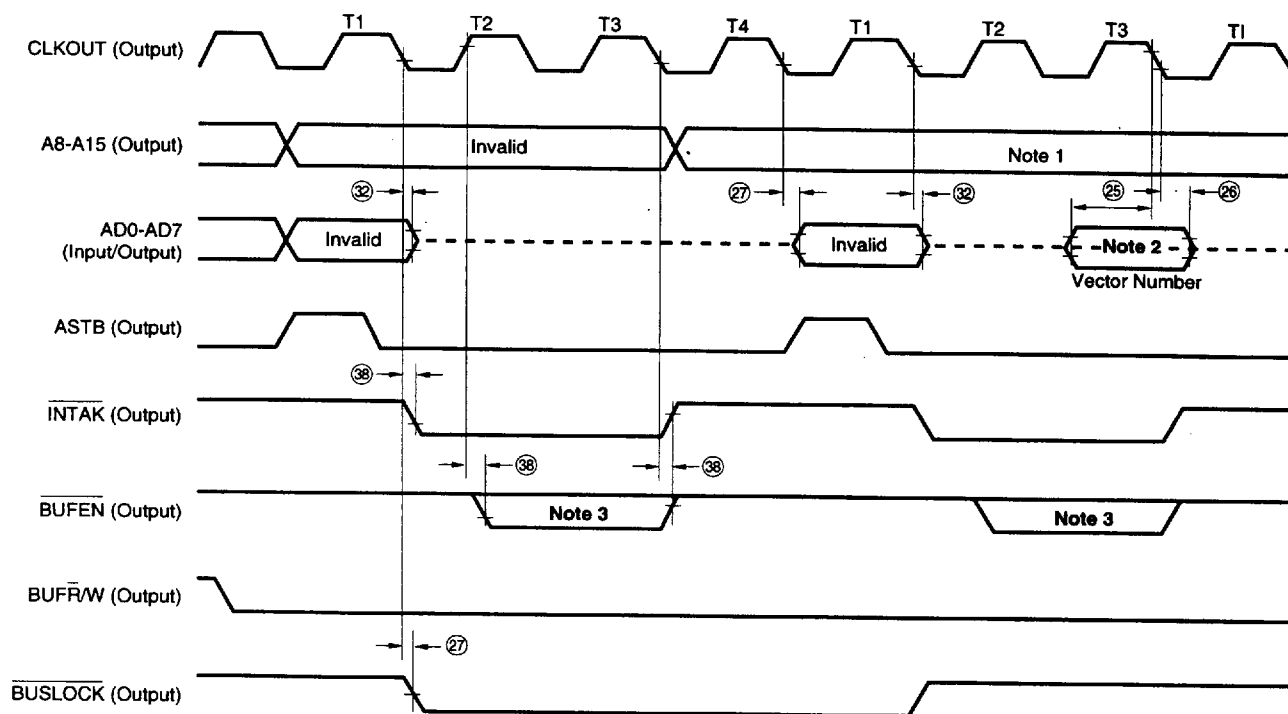 T1 T2 T3 T4 T1 T2 T3 TI
CLKOUT (Output)
A8-A15 (Output)
Invalid
Note 1
㉜ ㉗ ㉜ ㉕ ㉖
AD0-AD7
(Input/Output)
Invalid
Invalid
Note 2
Vector Number
ASTB (Output)
㊳
INTAK (Output)
㊳ ㊳
BUFEN (Output)
Note 3
Note 3
BUFR/W (Output)
㉗
BUSLOCK (Output)